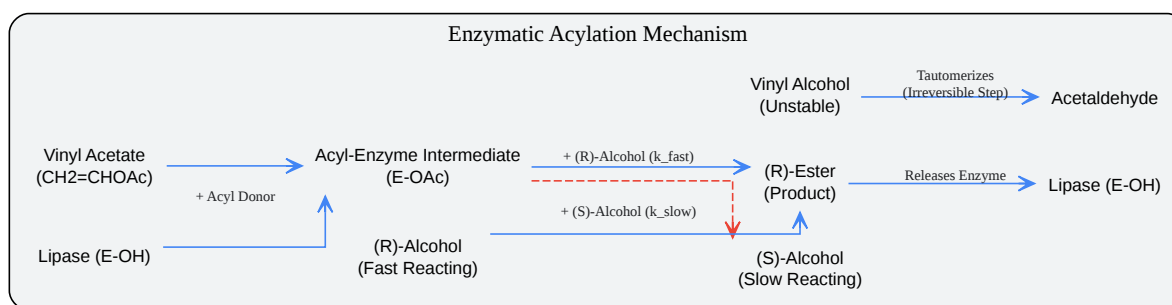 Enzymatic Acylation Mechanism
Vinyl Alcohol
(Unstable)
Tautomerizes
(Irreversible Step)
Acetaldehyde
Vinyl Acetate
(CH2=CHOAc)
+ Acyl Donor
Acyl-Enzyme Intermediate
(E-OAc)
+ (R)-Alcohol (k_fast)
(R)-Ester
(Product)
Releases Enzyme
Lipase (E-OH)
+ (S)-Alcohol (k_slow)
Lipase (E-OH)
(R)-Alcohol
(Fast Reacting)
(S)-Alcohol
(Slow Reacting)